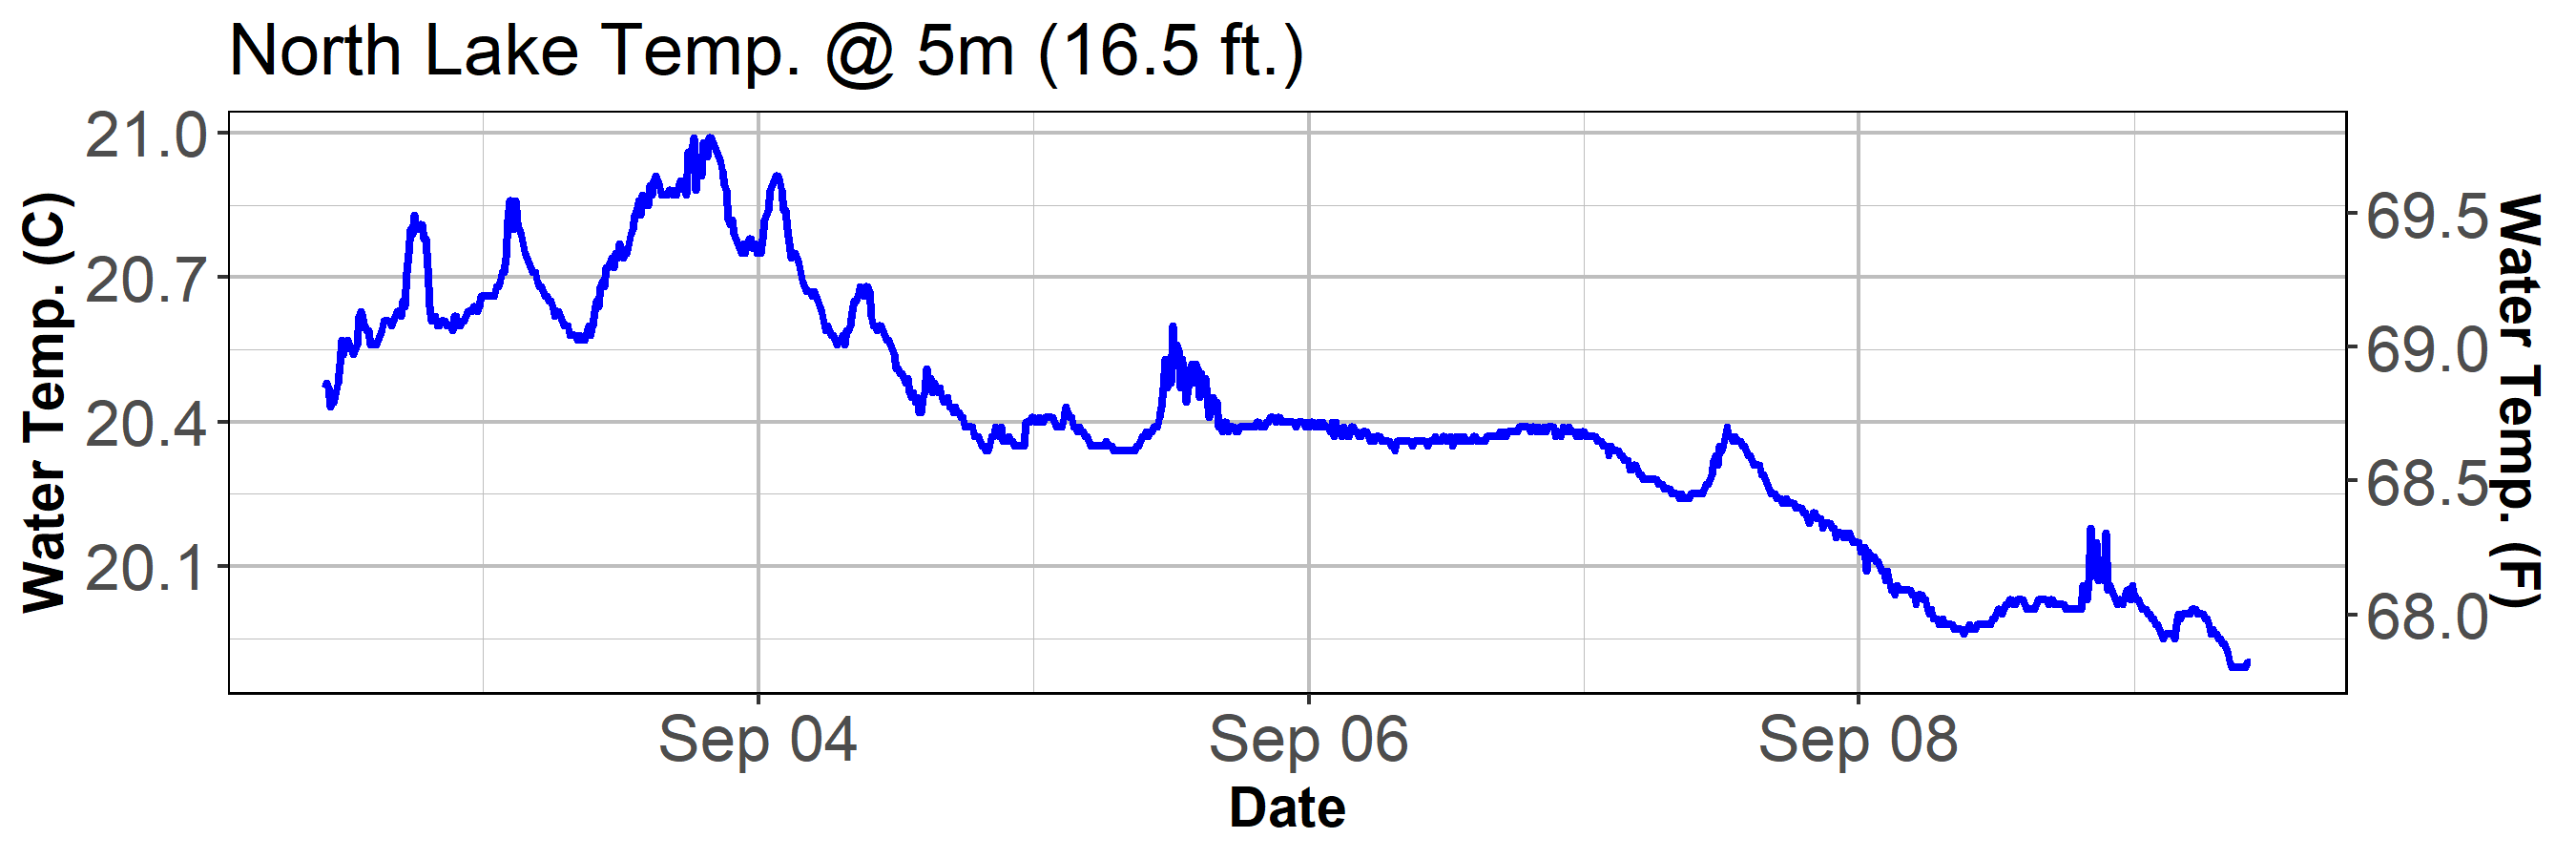 North Lake Temp. @ 5m (16.5 ft.)
Water Temp. (C)
21.0
20.7
20.4
20.1
69.5
69.0
68.5
68.0
Water Temp. (F)
Sep 04 Sep 06 Sep 08
Date